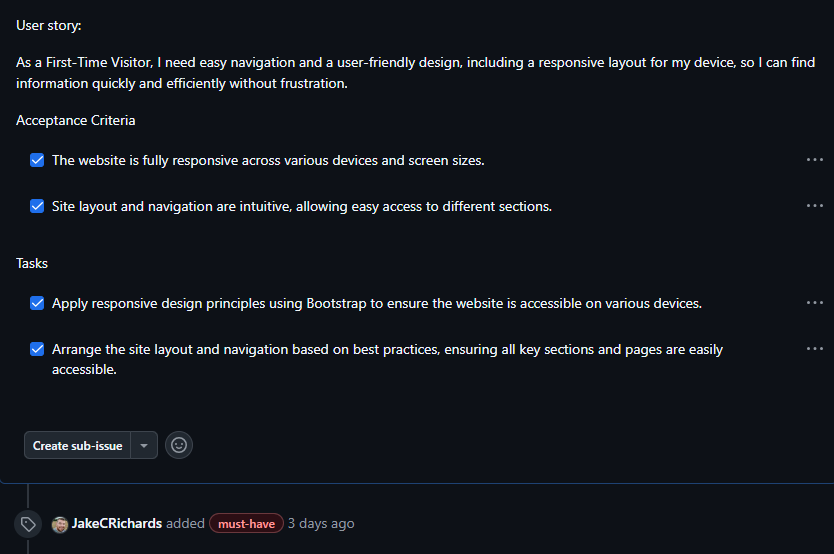 User story:
As a First-Time Visitor, I need easy navigation and a user-friendly design, including a responsive layout for my device, so I can find
information quickly and efficiently without frustration.
Acceptance Criteria
The website is fully responsive across various devices and screen sizes.
Site layout and navigation are intuitive, allowing easy access to different sections.
Tasks
Apply responsive design principles using Bootstrap to ensure the website is accessible on various devices.
Arrange the site layout and navigation based on best practices, ensuring all key sections and pages are easily
accessible.
Create sub-issue
JakeCRichards added must-have 3 days ago